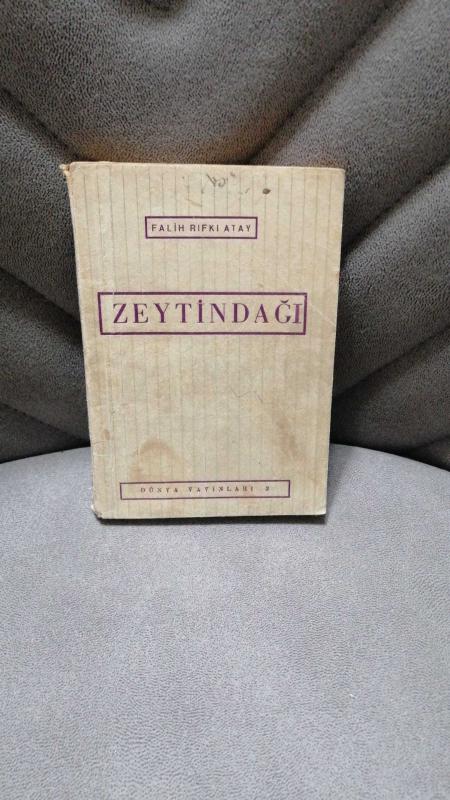 FALİH RIFKI ATAY
ZEYTİNDAĞI
DÜNYA YAYINLARI 2